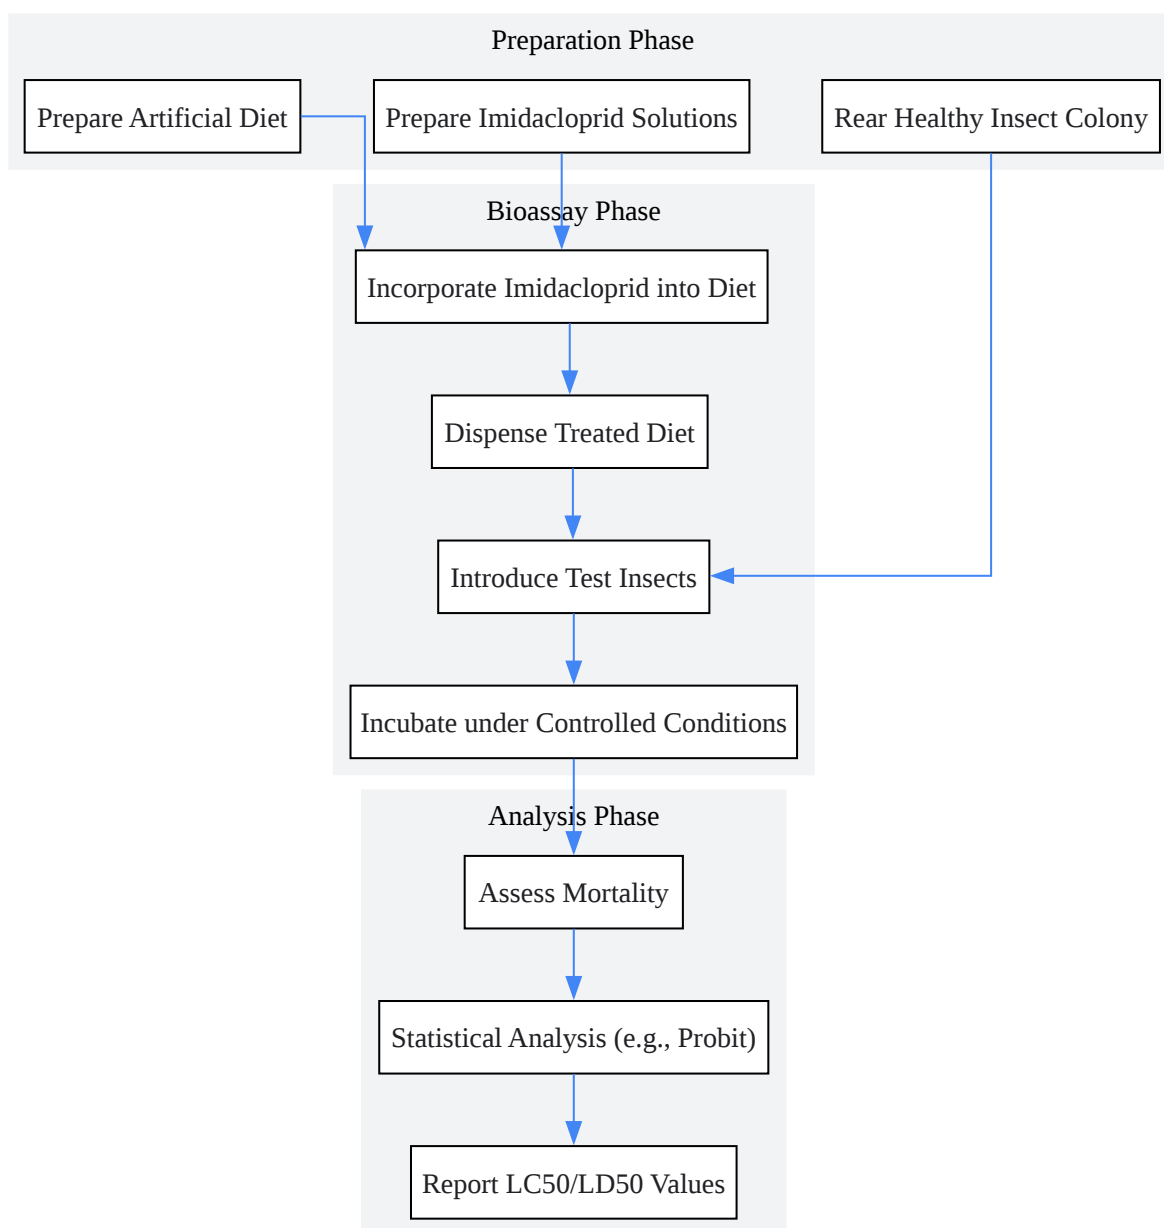 Preparation Phase
Prepare Artificial Diet
Prepare Imidacloprid Solutions
Rear Healthy Insect Colony
Bioassay Phase
Incorporate Imidacloprid into Diet
Dispense Treated Diet
Introduce Test Insects
Incubate under Controlled Conditions
Analysis Phase
Assess Mortality
Statistical Analysis (e.g., Probit)
Report LC50/LD50 Values